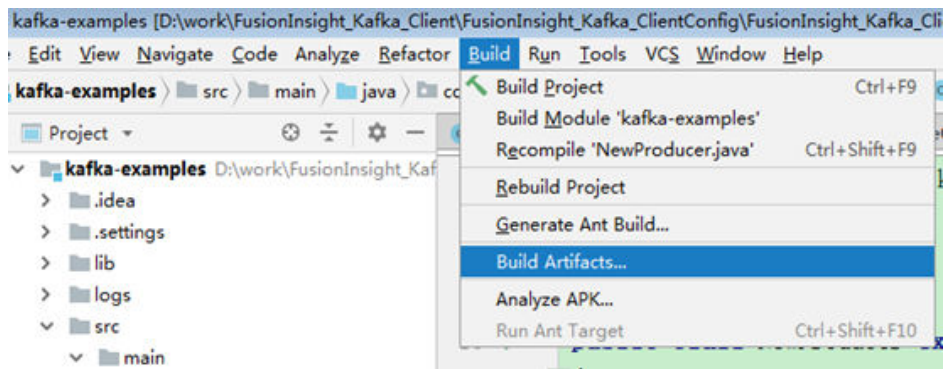 kafka-examples [D:\work\FusionInsight_Kafka_Client\FusionInsight_Kafka_ClientConfig\FusionInsight_Kafka_Cli
Edit View Navigate Code Analyze Refactor Build Run Tools VCS Window Help
kafka-examples src main java
Build Project Ctrl+F9
Build Module 'kafka-examples'
Recompile 'NewProducer.java' Ctrl+Shift+F9
Rebuild Project
Generate Ant Build...
Build Artifacts...
Analyze APK...
Run Ant Target Ctrl+Shift+F10
Project
kafka-examples D:\work\FusionInsight_Kaf
.idea
.settings
lib
logs
src
main